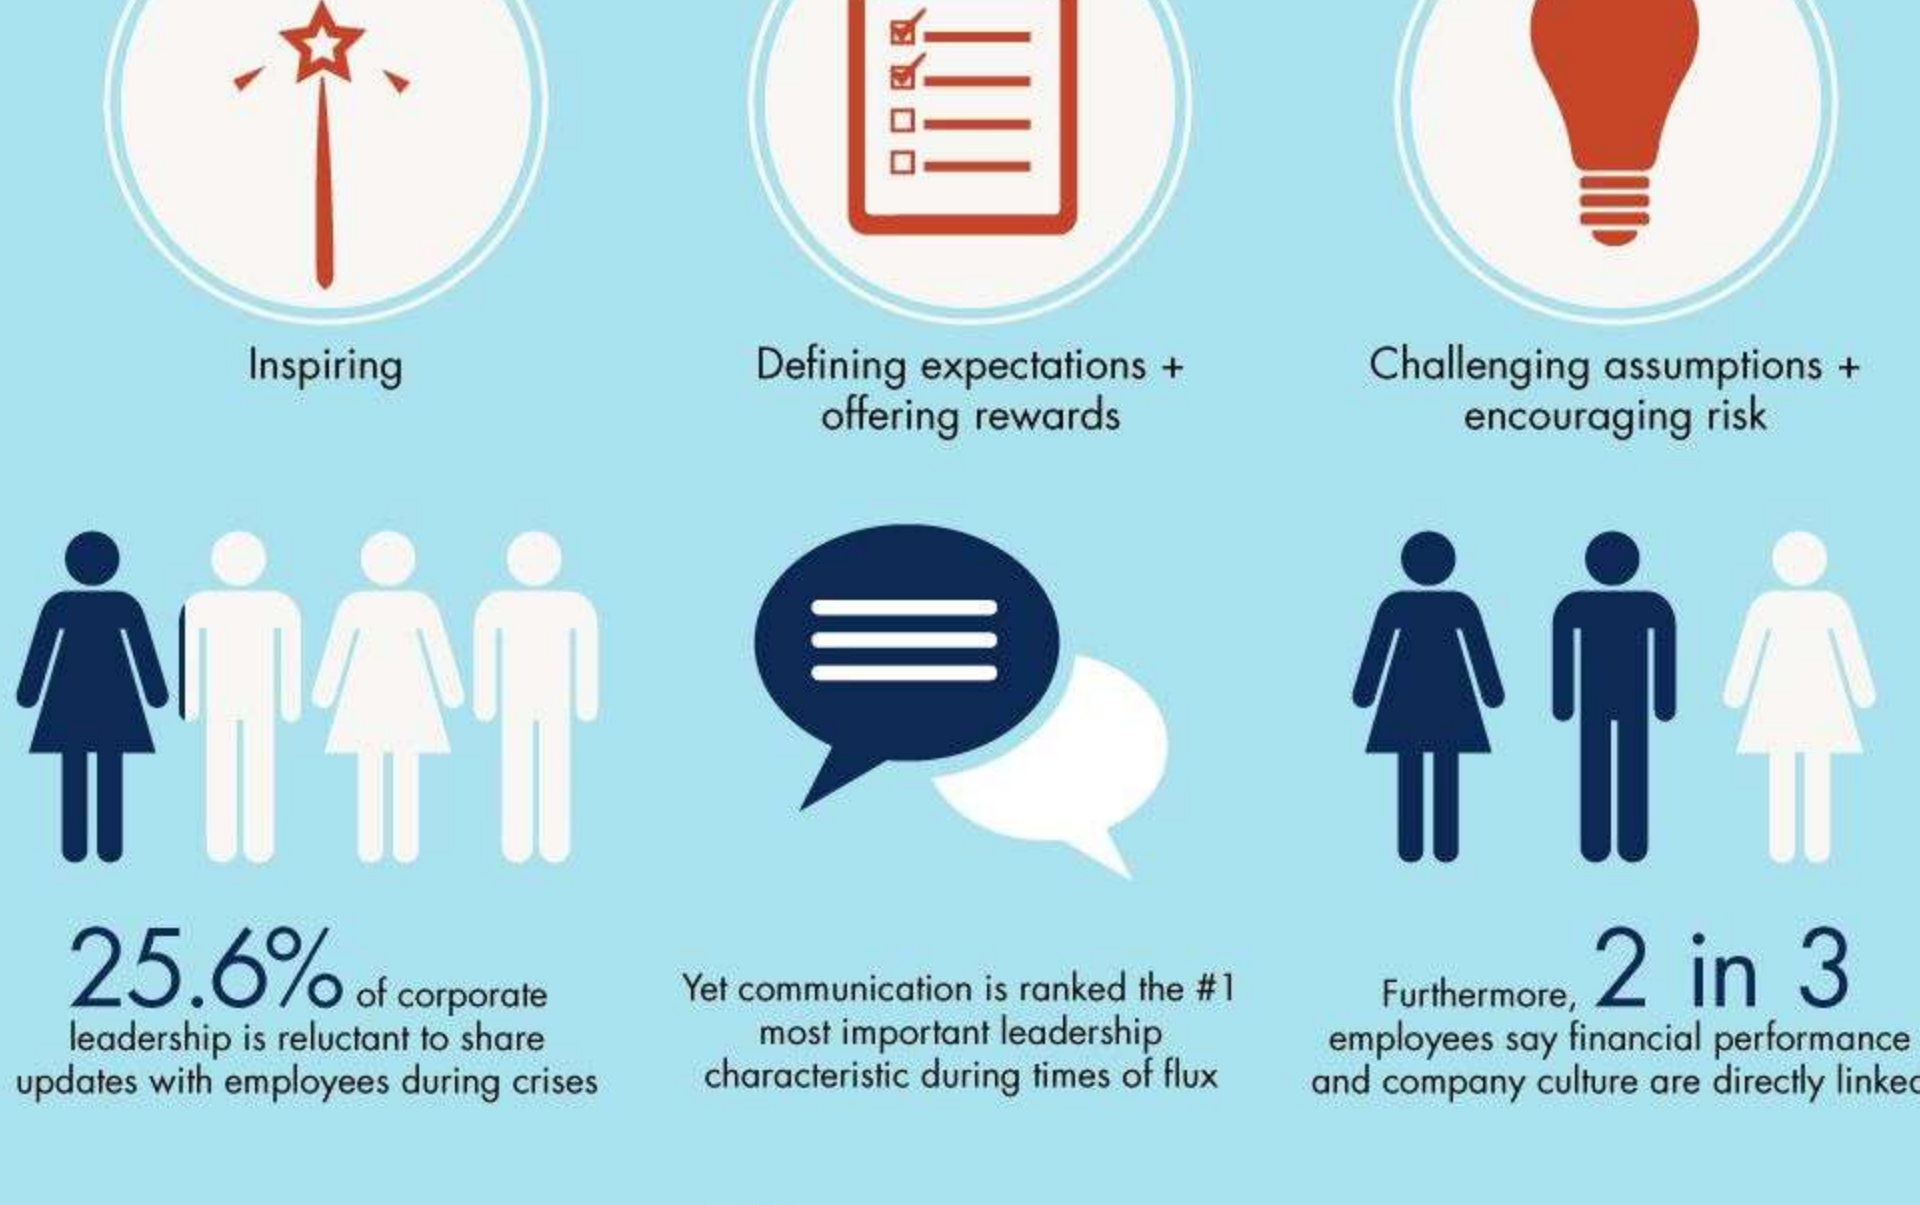 Inspiring
Defining expectations +
offering rewards
Challenging assumptions +
encouraging risk
25.6% of corporate
leadership is reluctant to share
updates with employees during crises
Yet communication is ranked the #1
most important leadership
characteristic during times of flux
Furthermore, 2 in 3
employees say financial performance
and company culture are directly linked